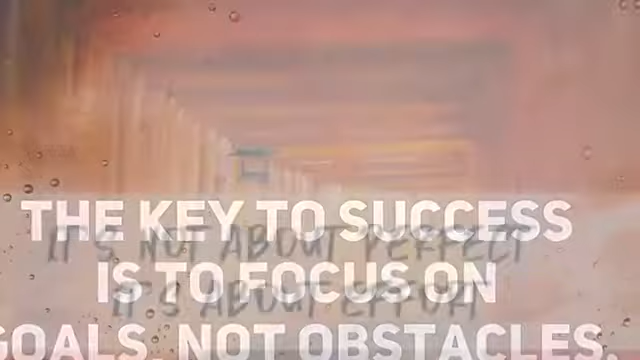 THE KEY TO SUCCESS
IT'S NOT ABOUT PERFECT
IS TO FOCUS ON
IT'S ABOUT EFFORT
GOALS, NOT OBSTACLES.